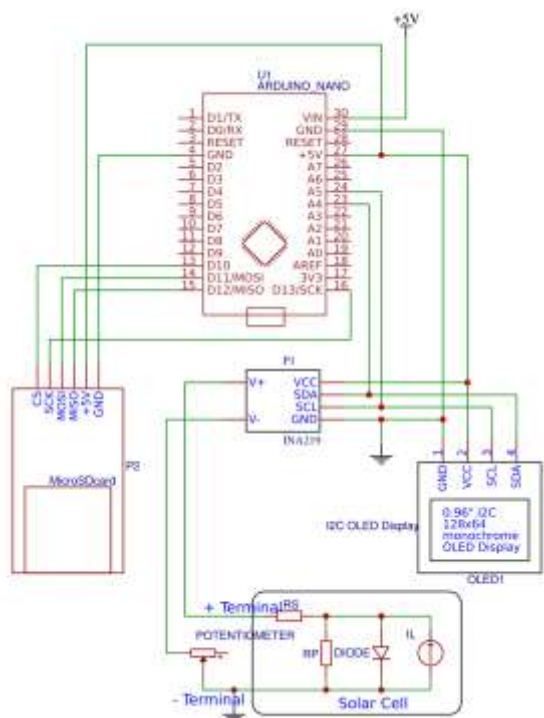 +5V
U1
ARDUINO_NANO
1 D1/TX VIN 30
2 D0/RX GND 29
3 RESET RESET 28
4 GND +5V 27
5 D2 A7 26
6 D3 A6 25
7 D4 A5 24
8 D5 A4 23
9 D6 A3 22
10 D7 A2 21
11 D8 A1 20
12 D9 A0 19
13 D10 AREF 18
14 D11/MOSI 3V3 17
15 D12/MISO D13/SCK 16
CS SCK MOSI MISO +5V GND
MicroSDcard
P1
V+ VCC
SDA
V- SCL
GND
INA219
1 2 3 4
GND VCC SCL SDA
I2C OLED Display
0.96" I2C
128x64
monochrome
OLED Display
OLED1
+ Terminal RS
POTENTIOMETER
RP DIODE IL
- Terminal
Solar Cell